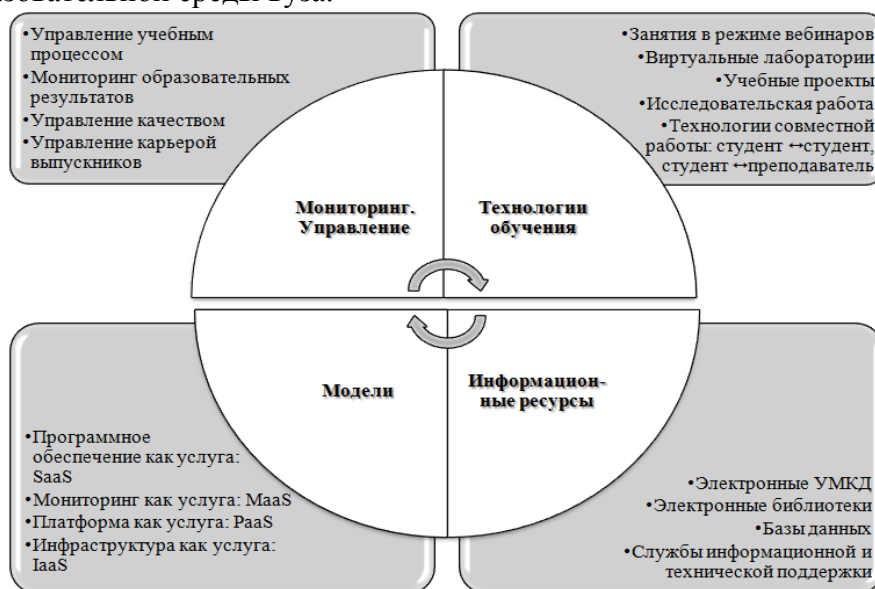 •Управление учебным
процессом
•Мониторинг образовательных
результатов
•Управление качеством
•Управление карьерой
выпускников
•Занятия в режиме вебинаров
•Виртуальные лаборатории
•Учебные проекты
•Исследовательская работа
•Технологии совместной
работы: студент ↔студент,
студент ↔преподаватель
Мониторинг.
Управление
Технологии
обучения
Модели
Информацион-
ные ресурсы
•Программное
обеспечение как услуга:
SaaS
•Мониторинг как услуга: MaaS
•Платформа как услуга: PaaS
•Инфраструктура как услуга:
IaaS
•Электронные УМКД
•Электронные библиотеки
•Базы данных
•Службы информационной и
технической поддержки